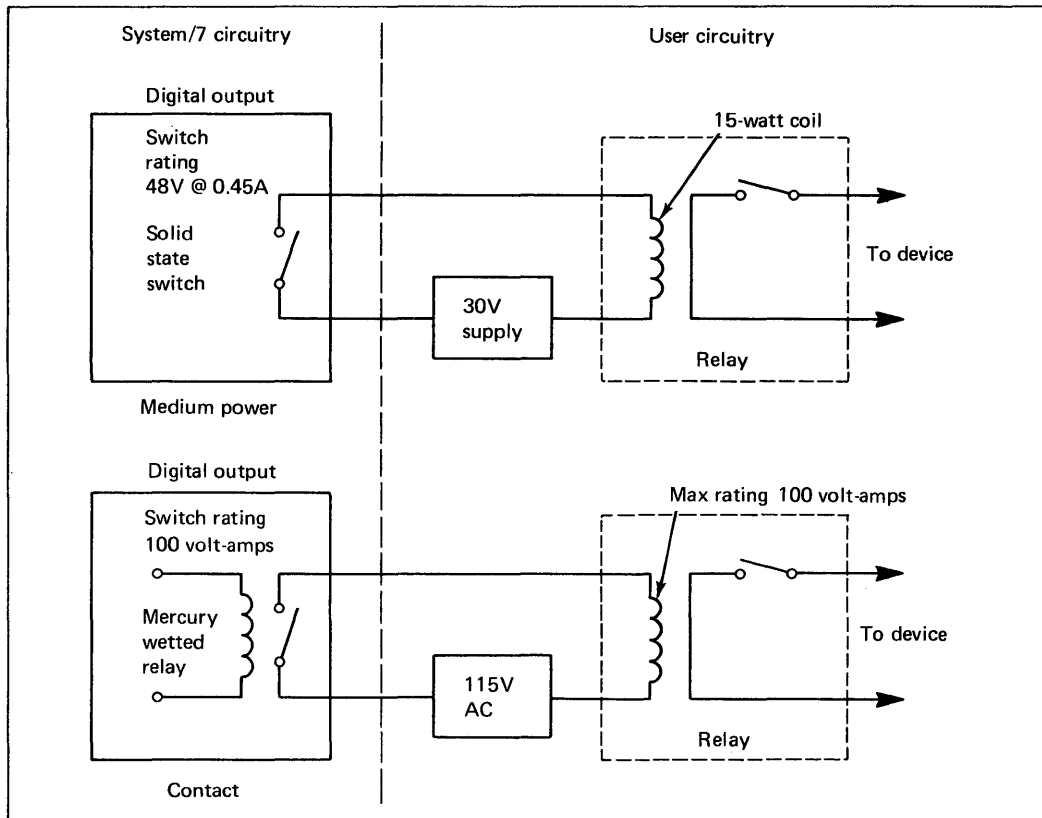 System/7 circuitry
User circuitry
Digital output
Switch
rating
48V @ 0.45A
Solid
state
switch
Medium power
30V
supply
15-watt coil
To device
Relay
Digital output
Switch rating
100 volt-amps
Mercury
wetted
relay
Contact
115V
AC
Max rating 100 volt-amps
To device
Relay